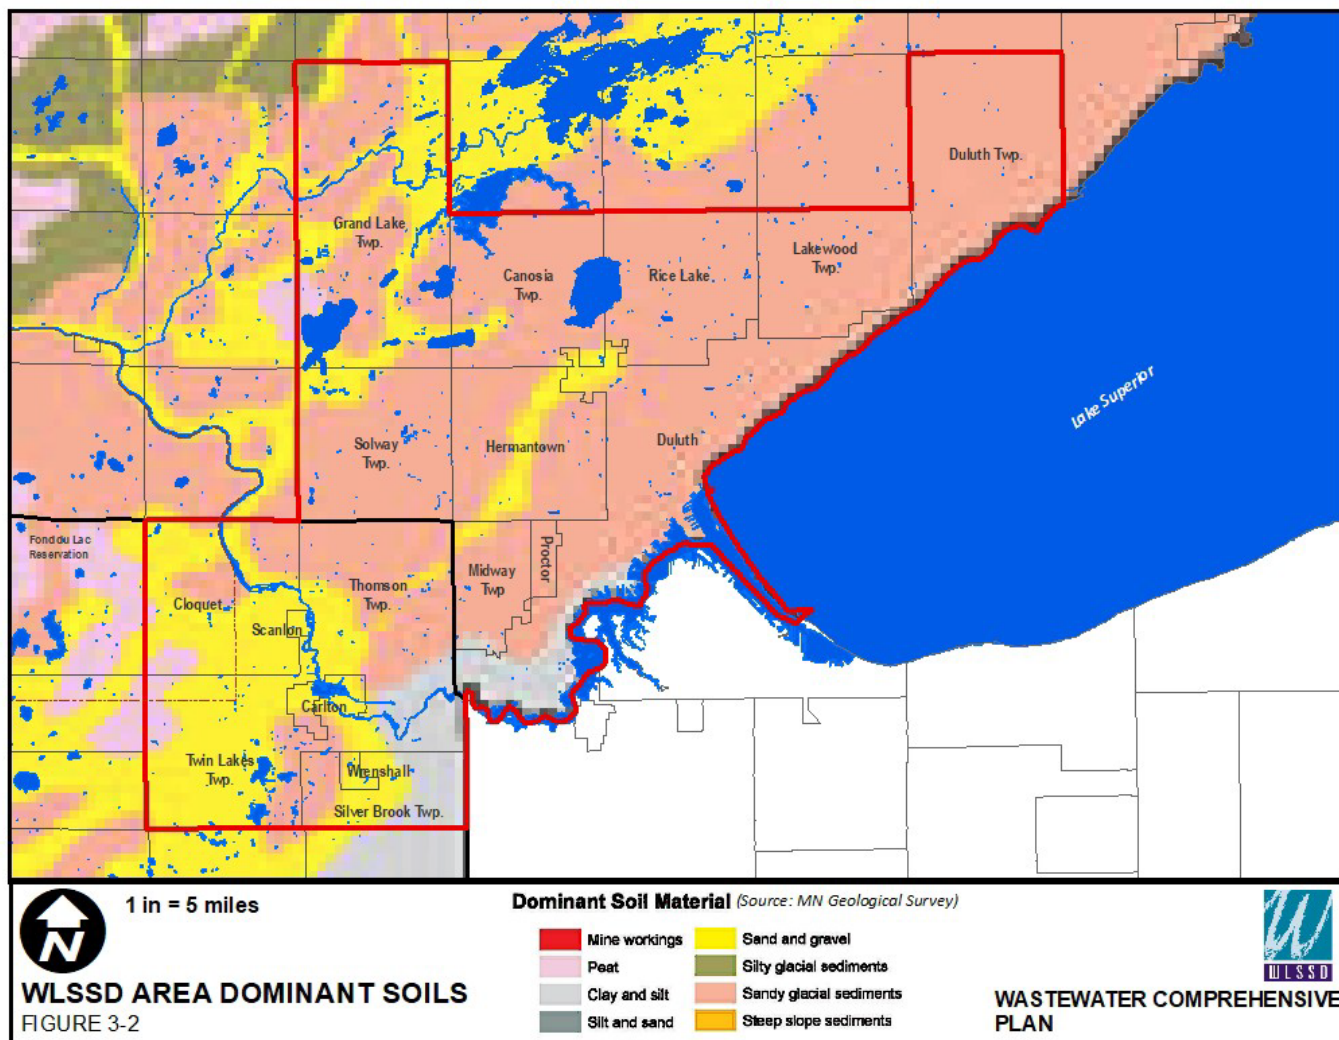 Duluth Twp.
Grand Lake
Twp.
Lakewood
Twp.
Canosia
Twp.
Rice Lake
Lake Superior
Solway
Twp.
Hermantown
Duluth
Fond du Lac
Reservation
Proctor
Midway
Twp
Thomson
Twp.
Cloquet
Scanlon
Carlton
Twin Lakes
Twp.
Wrenshall
Silver Brook Twp.
N
1 in = 5 miles
WLSSD AREA DOMINANT SOILS
FIGURE 3-2
Dominant Soil Material (Source: MN Geological Survey)
Mine workings
Peat
Clay and silt
Silt and sand
Sand and gravel
Silty glacial sediments
Sandy glacial sediments
Steep slope sediments
W
WLSSD
WASTEWATER COMPREHENSIVE
PLAN